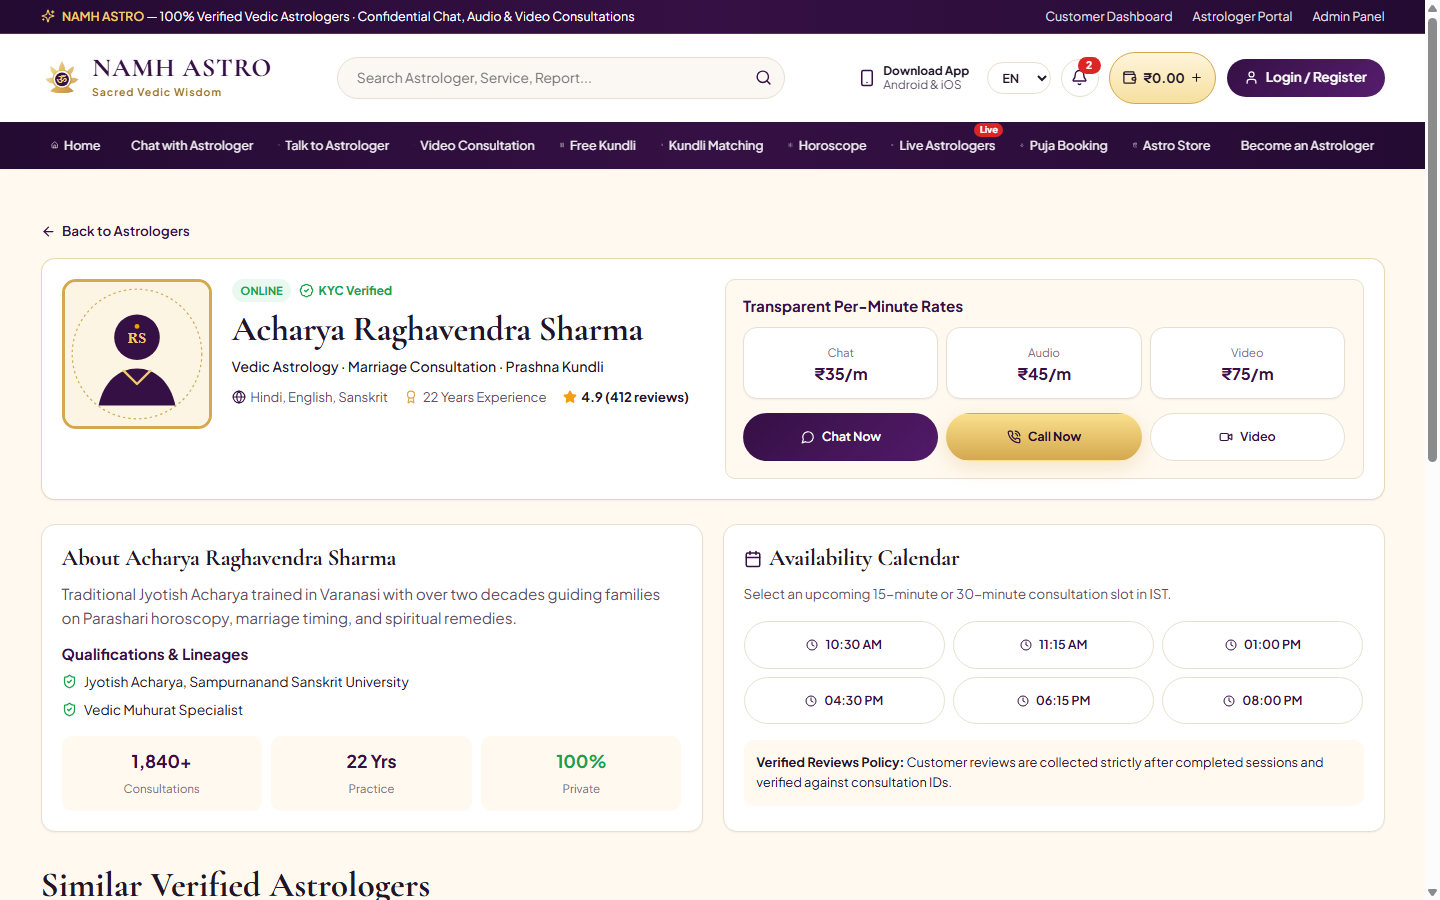 NAMH ASTRO — 100% Verified Vedic Astrologers · Confidential Chat, Audio & Video Consultations
Customer Dashboard Astrologer Portal Admin Panel
NAMH ASTRO
Sacred Vedic Wisdom
Search Astrologer, Service, Report...
Download App
Android & iOS
EN
2
₹0.00 +
Login / Register
Home Chat with Astrologer Talk to Astrologer Video Consultation Free Kundli Kundli Matching Horoscope Live Astrologers Live Puja Booking Astro Store Become an Astrologer
Back to Astrologers
RS
ONLINE KYC Verified
Acharya Raghavendra Sharma
Vedic Astrology · Marriage Consultation · Prashna Kundli
Hindi, English, Sanskrit 22 Years Experience 4.9 (412 reviews)
Transparent Per-Minute Rates
Chat Audio Video
₹35/m ₹45/m ₹75/m
Chat Now Call Now Video
About Acharya Raghavendra Sharma
Traditional Jyotish Acharya trained in Varanasi with over two decades guiding families
on Parashari horoscopy, marriage timing, and spiritual remedies.
Qualifications & Lineages
Jyotish Acharya, Sampurnanand Sanskrit University
Vedic Muhurat Specialist
1,840+ 22 Yrs 100%
Consultations Practice Private
Availability Calendar
Select an upcoming 15-minute or 30-minute consultation slot in IST.
10:30 AM 11:15 AM 01:00 PM
04:30 PM 06:15 PM 08:00 PM
Verified Reviews Policy: Customer reviews are collected strictly after completed sessions and
verified against consultation IDs.
Similar Verified Astrologers